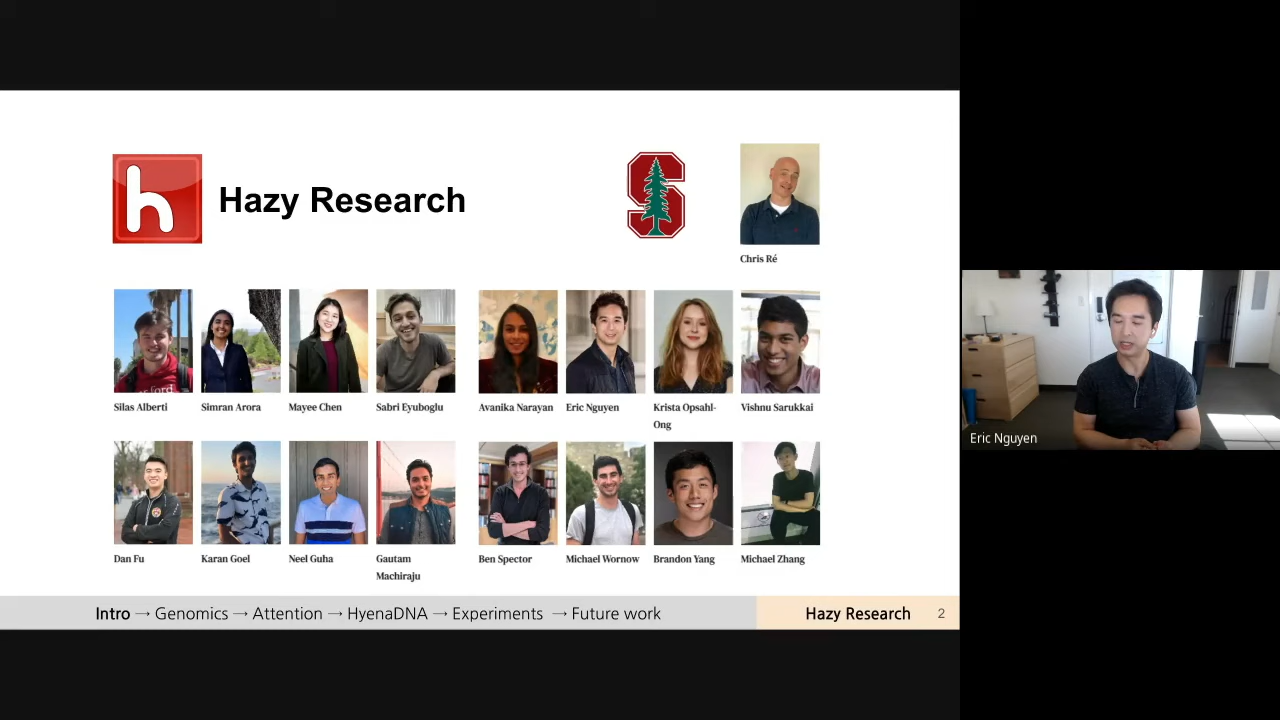 h Hazy Research
S
Chris Ré
Silas Alberti
Simran Arora
Mayee Chen
Sabri Eyuboglu
Avanika Narayan
Eric Nguyen
Krista Opsahl-
Ong
Vishnu Sarukkai
Dan Fu
Karan Goel
Neel Guha
Gautam
Machiraju
Ben Spector
Michael Wornow
Brandon Yang
Michael Zhang
Intro → Genomics → Attention → HyenaDNA → Experiments → Future work
Hazy Research 2
Eric Nguyen